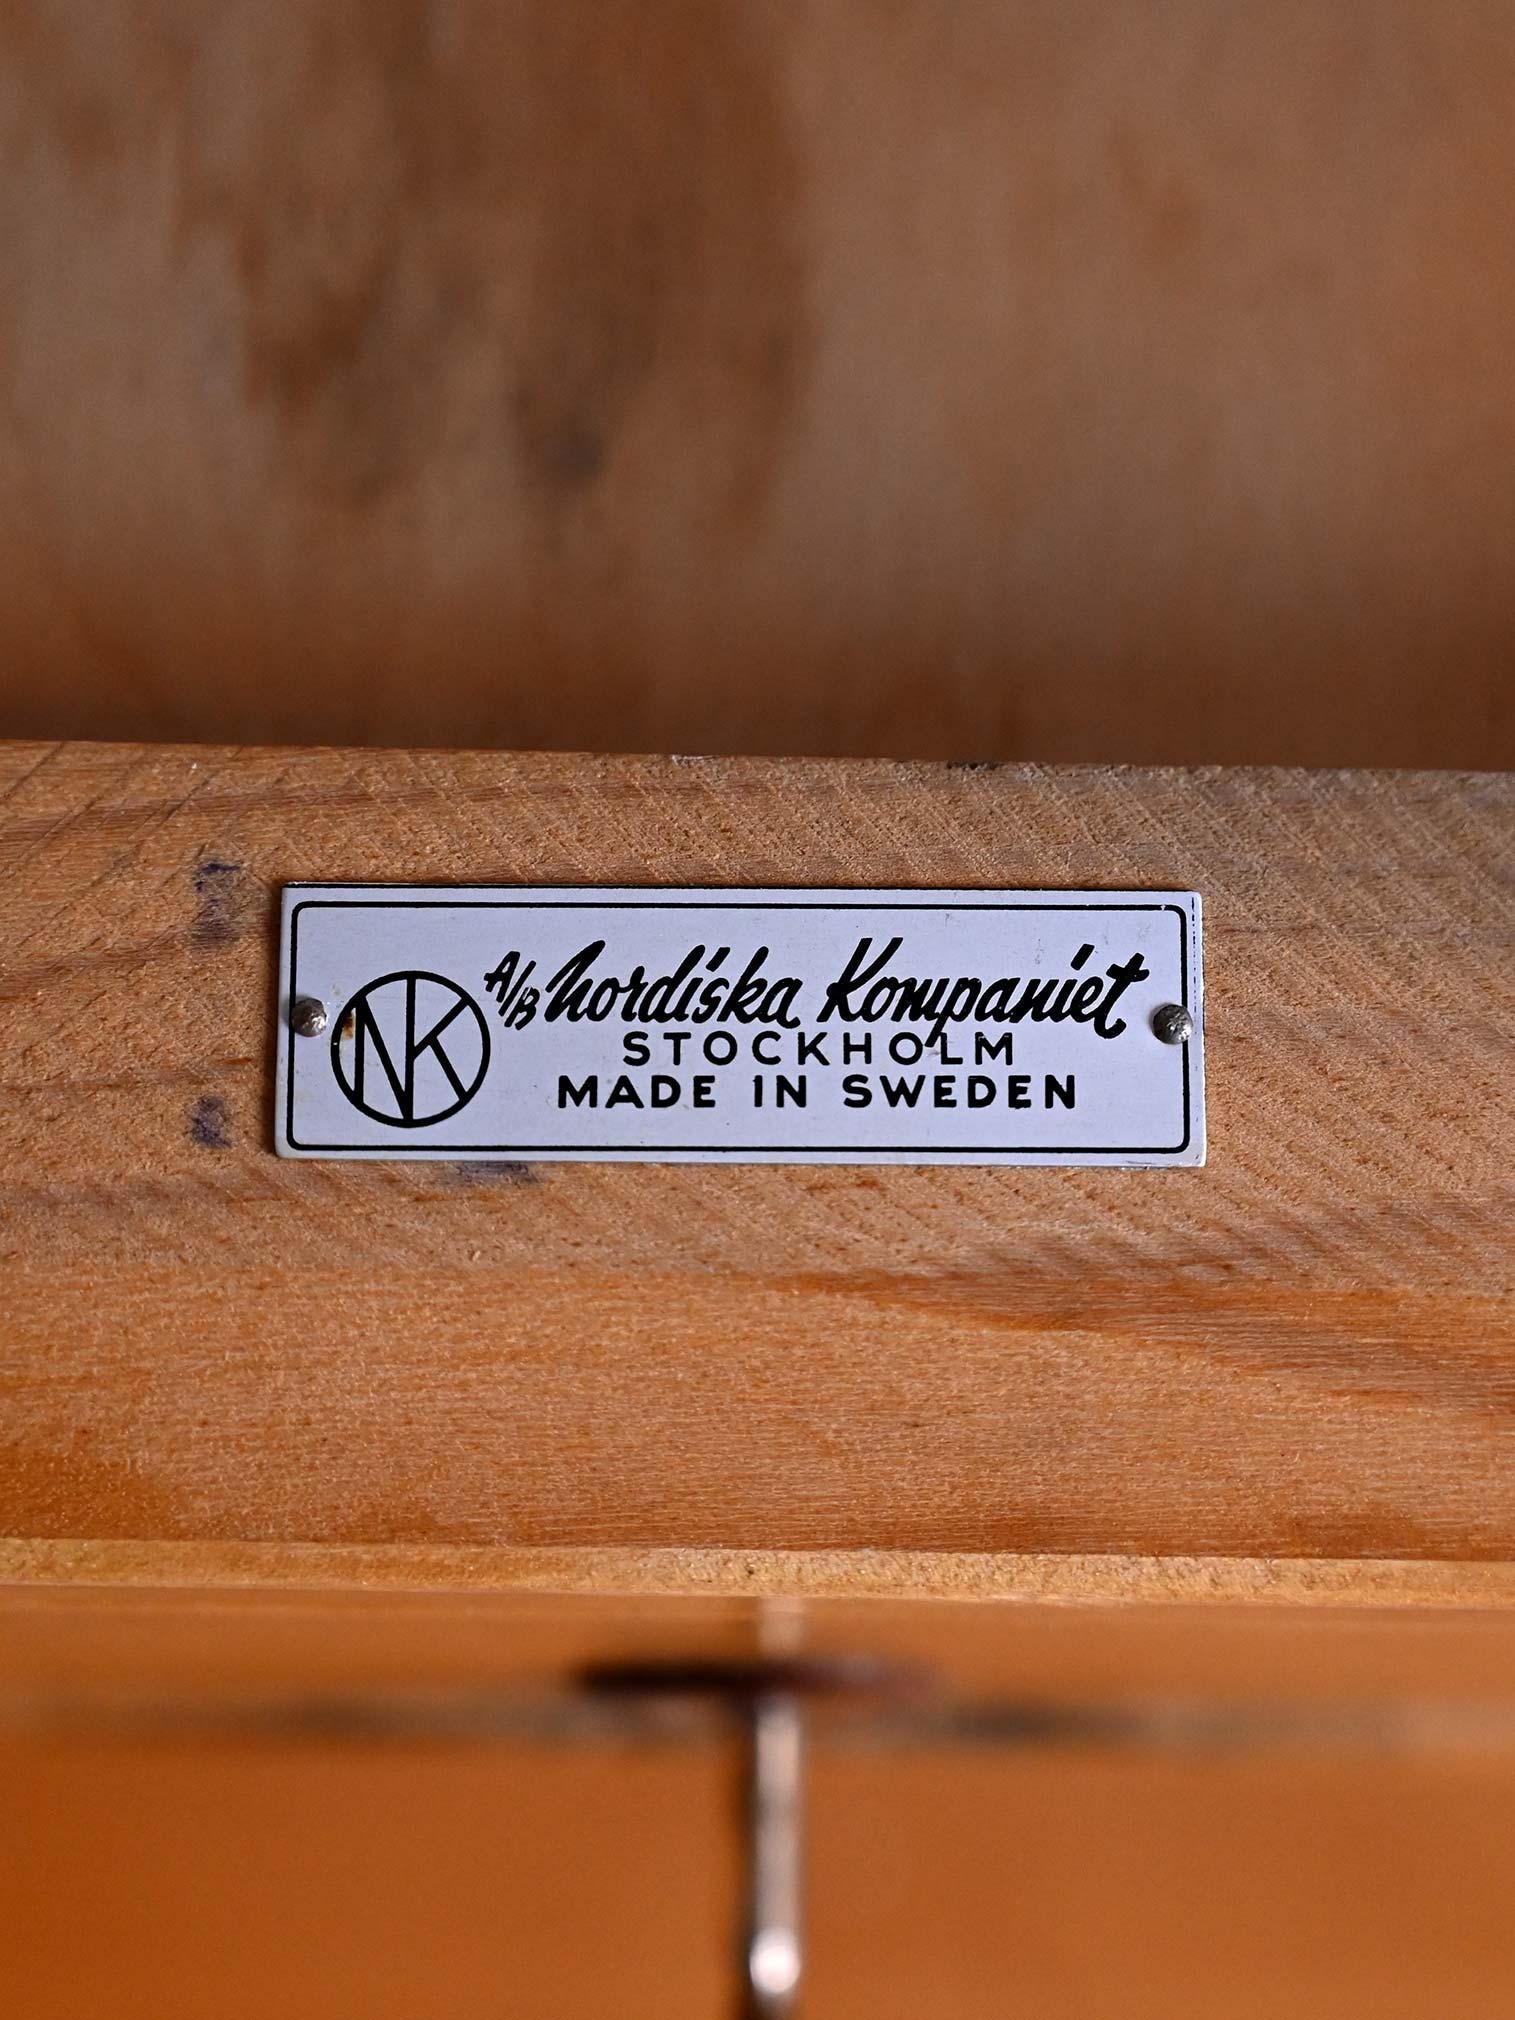 NK
A/B Nordiska Kompaniet
STOCKHOLM
MADE IN SWEDEN